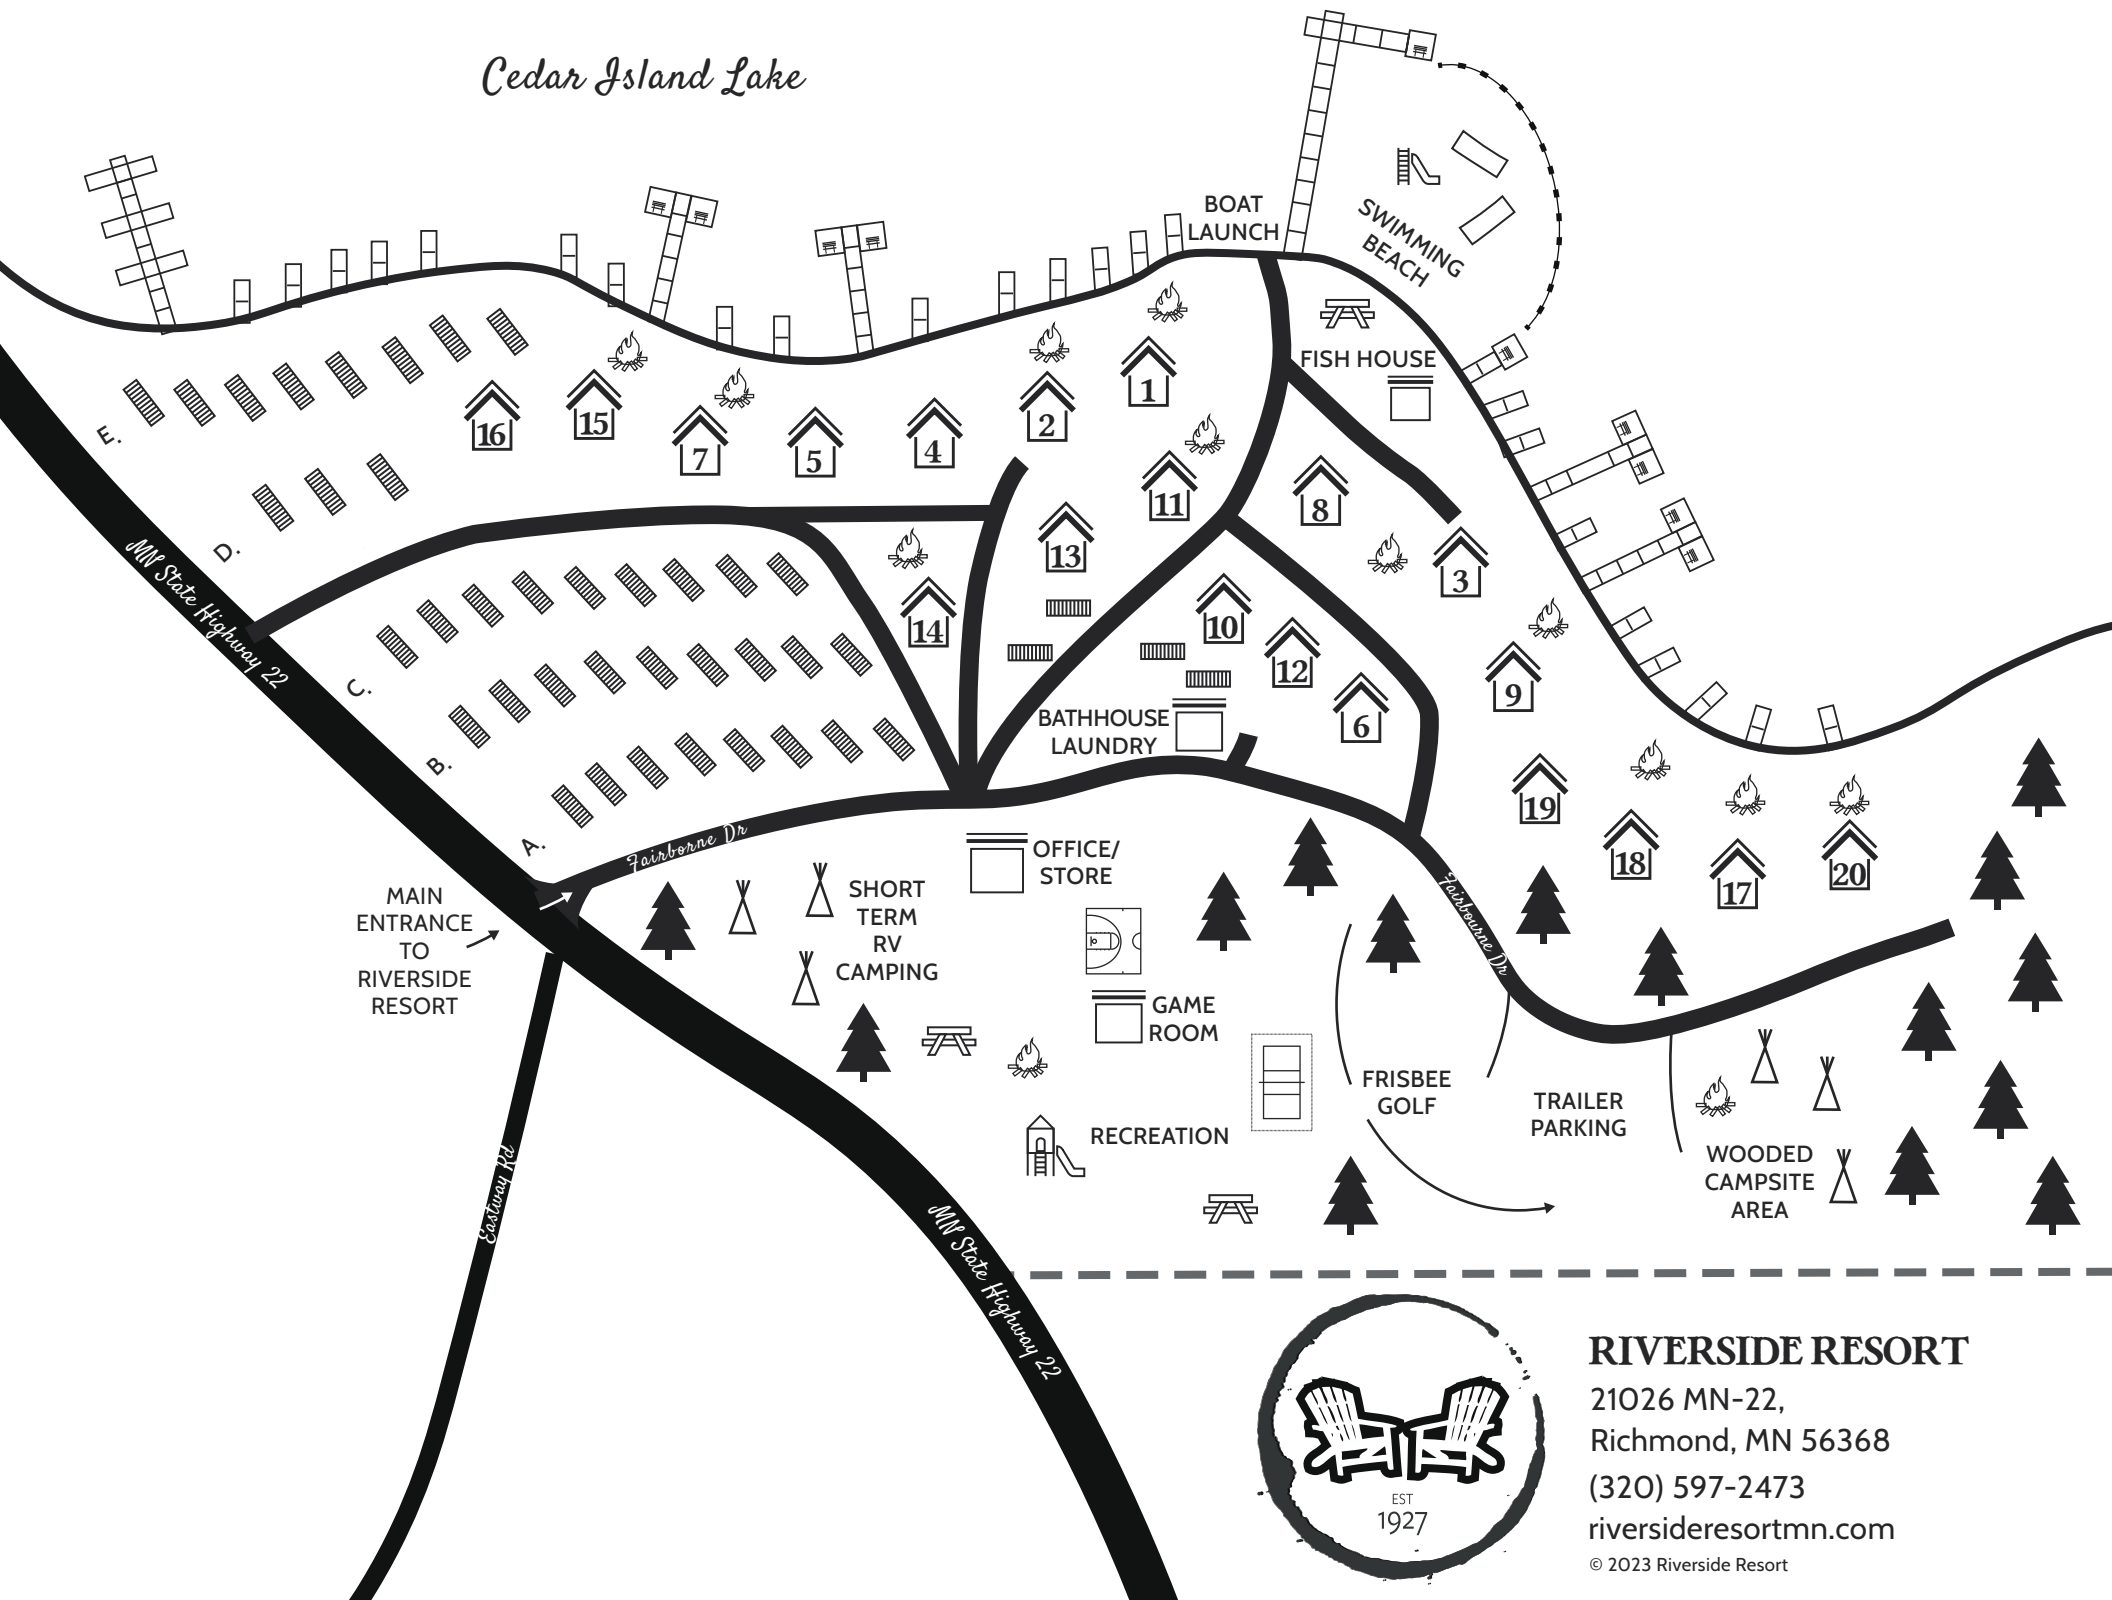 Cedar Island Lake
BOAT
LAUNCH
SWIMMING
BEACH
FISH HOUSE
E.
16
15
7
5
4
2
1
11
8
3
D.
13
14
10
12
6
9
MN State Highway 22
C.
B.
A.
BATHHOUSE
LAUNDRY
19
18
17
20
Fairborne Dr
OFFICE/
STORE
MAIN
ENTRANCE
TO
RIVERSIDE
RESORT
SHORT
TERM
RV
CAMPING
Fairbourne Dr
GAME
ROOM
FRISBEE
GOLF
TRAILER
PARKING
RECREATION
WOODED
CAMPSITE
AREA
Eastway Rd
MN State Highway 22
EST
1927
RIVERSIDE RESORT
21026 MN-22,
Richmond, MN 56368
(320) 597-2473
riversideresortmn.com
© 2023 Riverside Resort